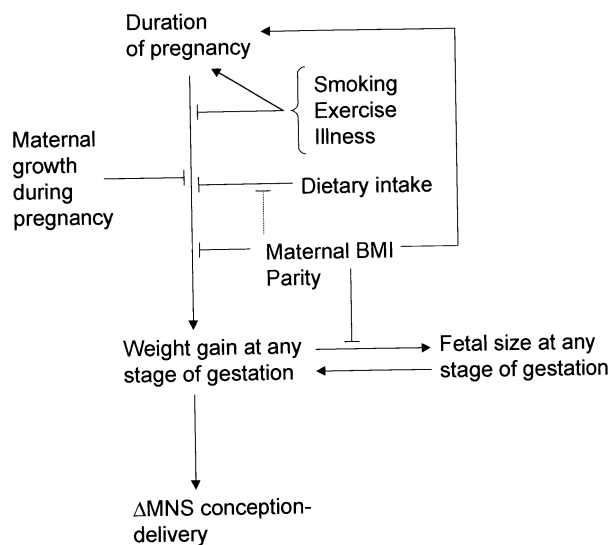 Duration
of pregnancy
Smoking
Exercise
Illness
Maternal
growth
during
pregnancy
Dietary intake
Maternal BMI
Parity
Weight gain at any
stage of gestation
Fetal size at any
stage of gestation
ΔMNS conception-
delivery